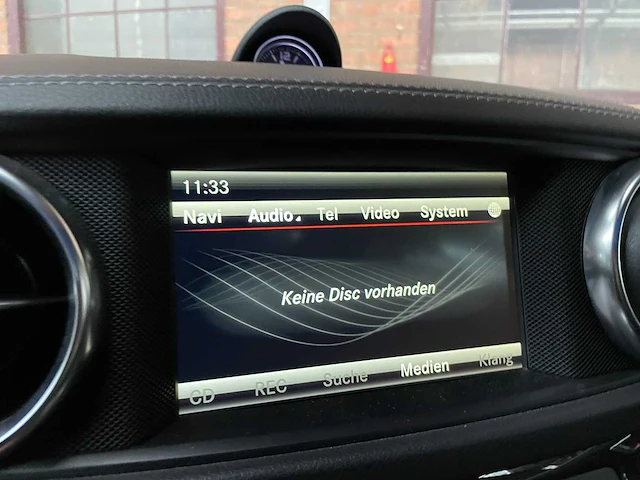 11:33
Navi Audio Tel Video System
Keine Disc vorhanden
CD REC Suche Medien Klang